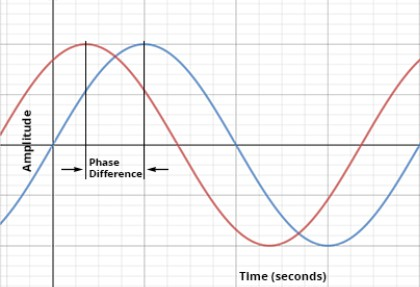 Amplitude
Phase
Difference
Time (seconds)